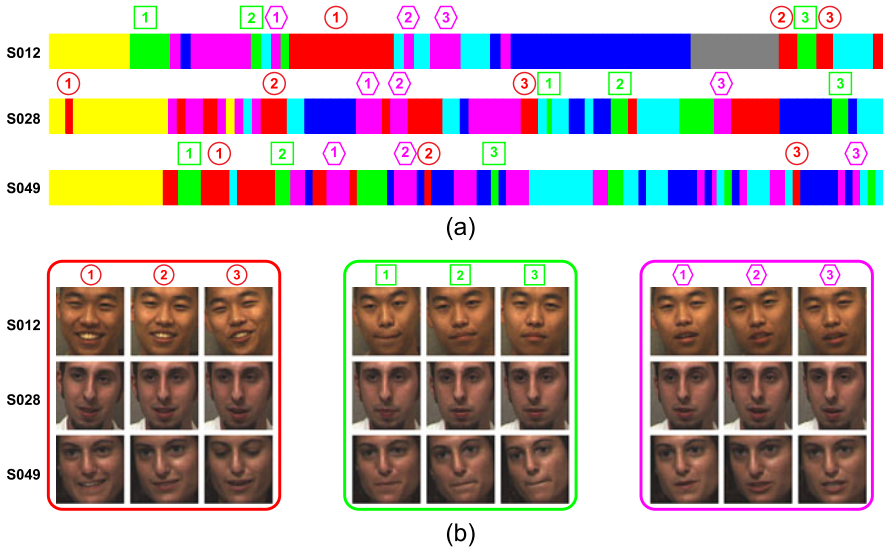 1 2 1 1 2 3 2 3 3
S012
1 2 1 2 3 1 2 3 3
S028
1 1 2 1 2 2 3 3 3
S049
(a)
1 2 3 1 2 3 1 2 3
S012
S028
S049
(b)